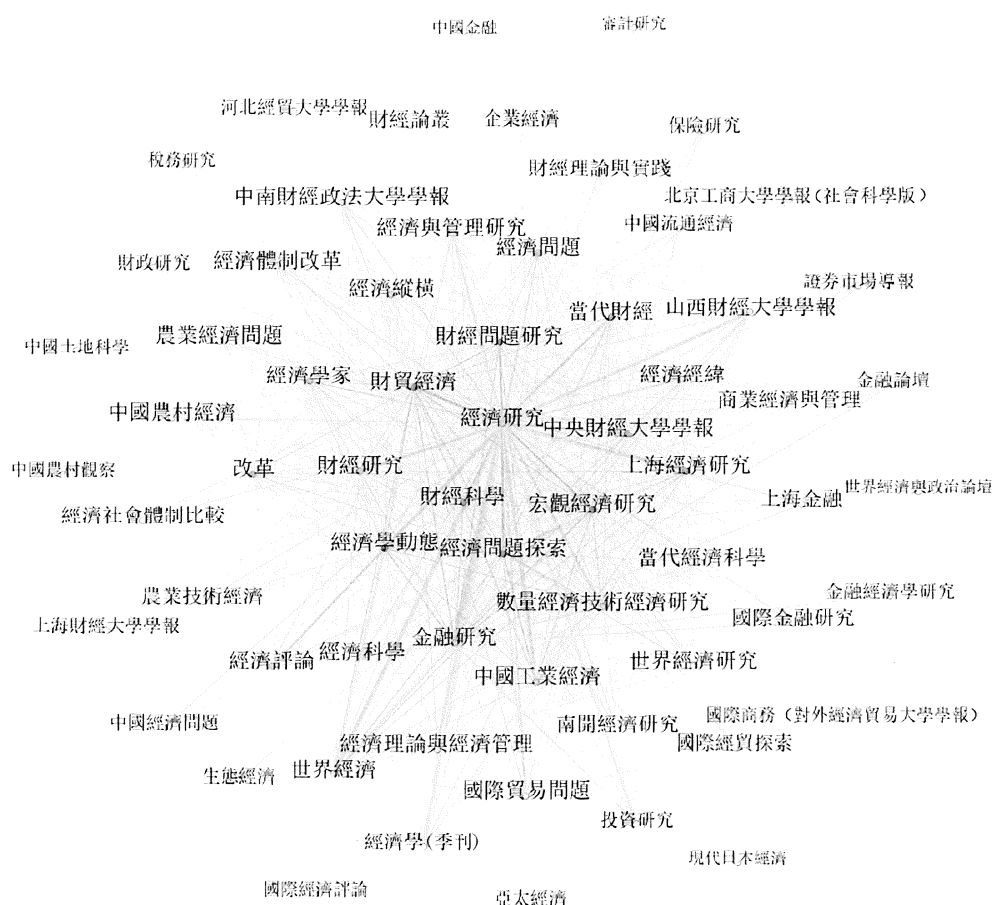 中國金融
審計研究
河北經貿大學學報
財經論叢
企業經濟
保險研究
稅務研究
財經理論與實踐
中南財經政法大學學報
北京工商大學學報(社會科學版)
經濟與管理研究
中國流通經濟
經濟問題
財政研究
經濟體制改革
證券市場導報
經濟縱橫
當代財經
山西財經大學學報
農業經濟問題
財經問題研究
中國土地科學
經濟學家
財貿經濟
經濟經緯
金融論壇
商業經濟與管理
中國農村經濟
經濟研究
中央財經大學學報
中國農村觀察
改革
財經研究
上海經濟研究
世界經濟與政治論壇
財經科學
宏觀經濟研究
上海金融
經濟社會體制比較
經濟學動態
經濟問題探索
當代經濟科學
農業技術經濟
數量經濟技術經濟研究
金融經濟學研究
上海財經大學學報
國際金融研究
金融研究
經濟評論
經濟科學
世界經濟研究
中國工業經濟
中國經濟問題
南開經濟研究
國際商務（對外經濟貿易大學學報）
經濟理論與經濟管理
國際經貿探索
生態經濟
世界經濟
國際貿易問題
投資研究
經濟學(季刊)
現代日本經濟
國際經濟評論
亞太經濟